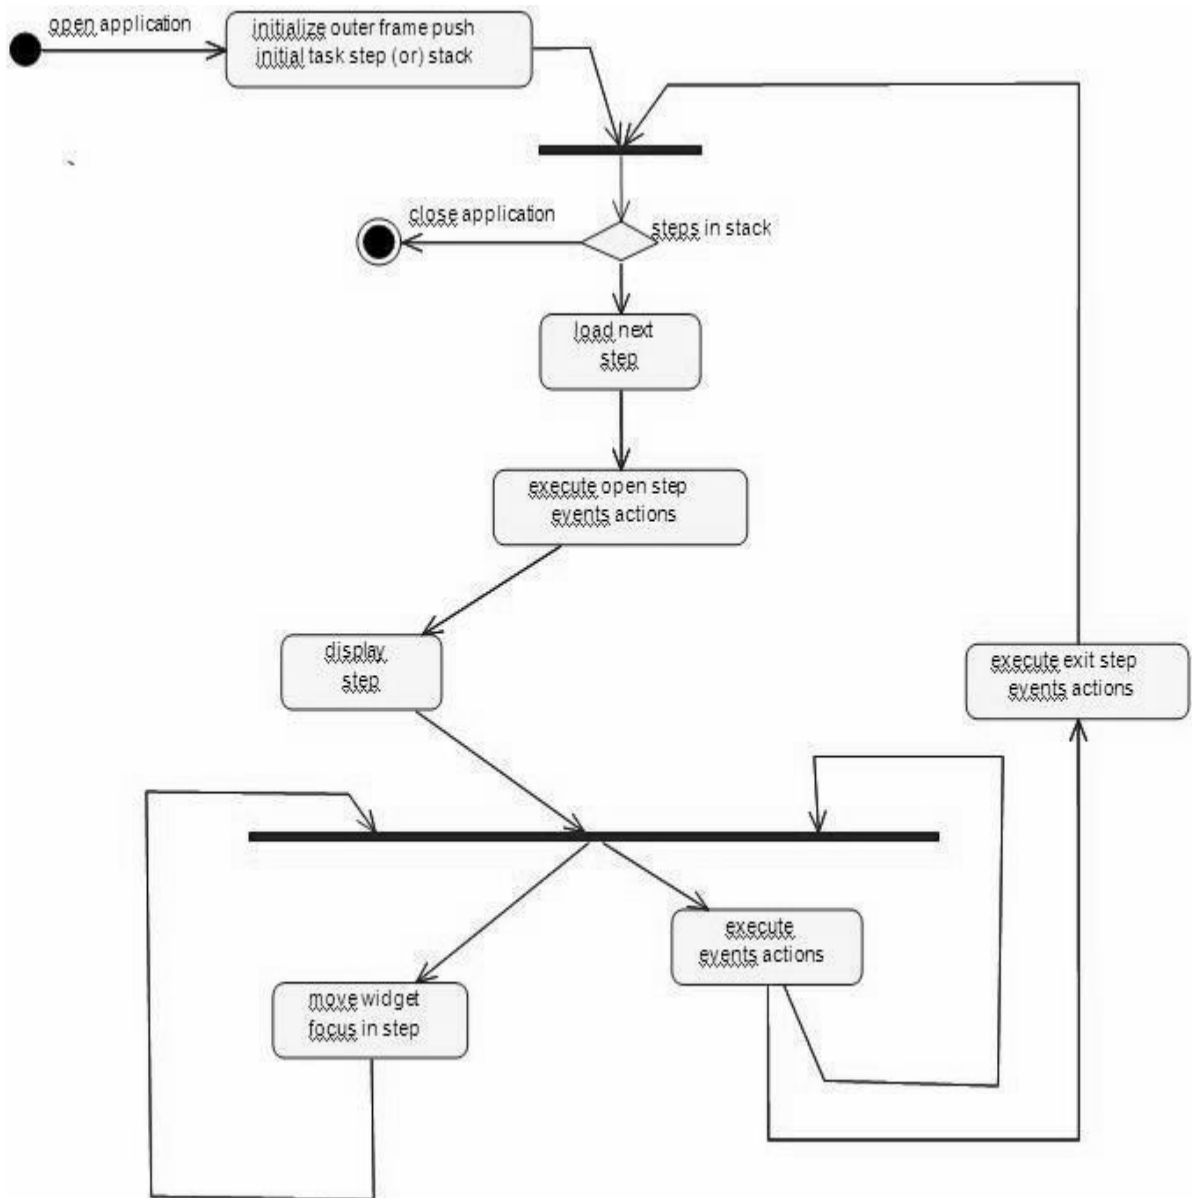 open application
initialize outer frame push
initial task step (or) stack
close application
steps in stack
load next
step
execute open step
events actions
display
step
execute exit step
events actions
execute
events actions
move widget
focus in step